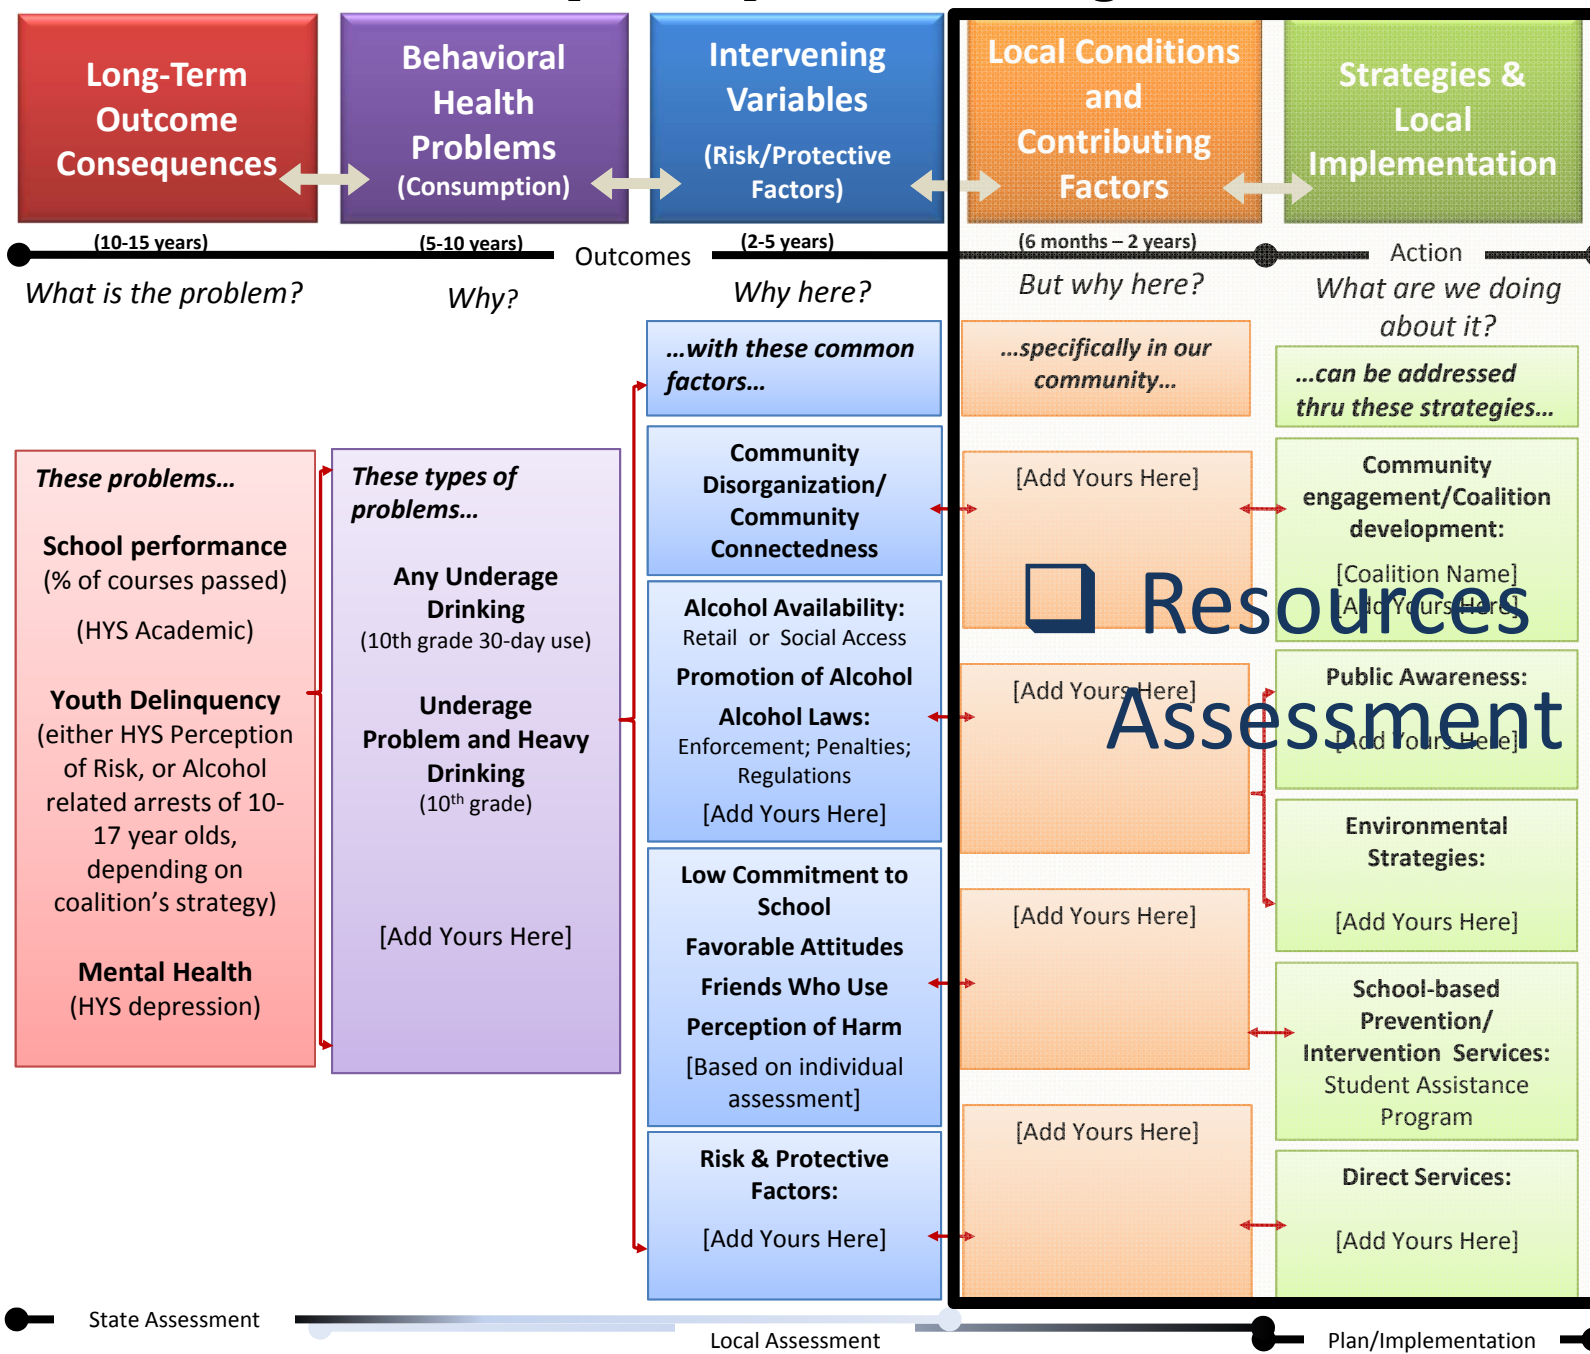 Long-Term
Outcome
Consequences
Behavioral
Health
Problems
(Consumption)
Intervening
Variables
(Risk/Protective
Factors)
Local Conditions
and
Contributing
Factors
Strategies &
Local
Implementation
(10-15 years)
(5-10 years)
(2-5 years)
(6 months – 2 years)
Outcomes
Action
What is the problem?
Why?
Why here?
But why here?
What are we doing
about it?
These problems…
School performance
(% of courses passed)
(HYS Academic)
Youth Delinquency
(either HYS Perception
of Risk, or Alcohol
related arrests of 10-
17 year olds,
depending on
coalition’s strategy)
Mental Health
(HYS depression)
These types of
problems…
Any Underage
Drinking
(10th grade 30-day use)
Underage
Problem and Heavy
Drinking
(10th grade)
[Add Yours Here]
…with these common
factors…
Community
Disorganization/
Community
Connectedness
Alcohol Availability:
Retail or Social Access
Promotion of Alcohol
Alcohol Laws:
Enforcement; Penalties;
Regulations
[Add Yours Here]
Low Commitment to
School
Favorable Attitudes
Friends Who Use
Perception of Harm
[Based on individual
assessment]
Risk & Protective
Factors:
[Add Yours Here]
…specifically in our
community…
[Add Yours Here]
[Add Yours Here]
[Add Yours Here]
[Add Yours Here]
…can be addressed
thru these strategies…
Community
engagement/Coalition
development:
[Coalition Name]
[Add Yours Here]
Public Awareness:
[Add Yours Here]
Environmental
Strategies:
[Add Yours Here]
School-based
Prevention/
Intervention Services:
Student Assistance
Program
Direct Services:
[Add Yours Here]
❑ Resources
Assessment
State Assessment
Local Assessment
Plan/Implementation